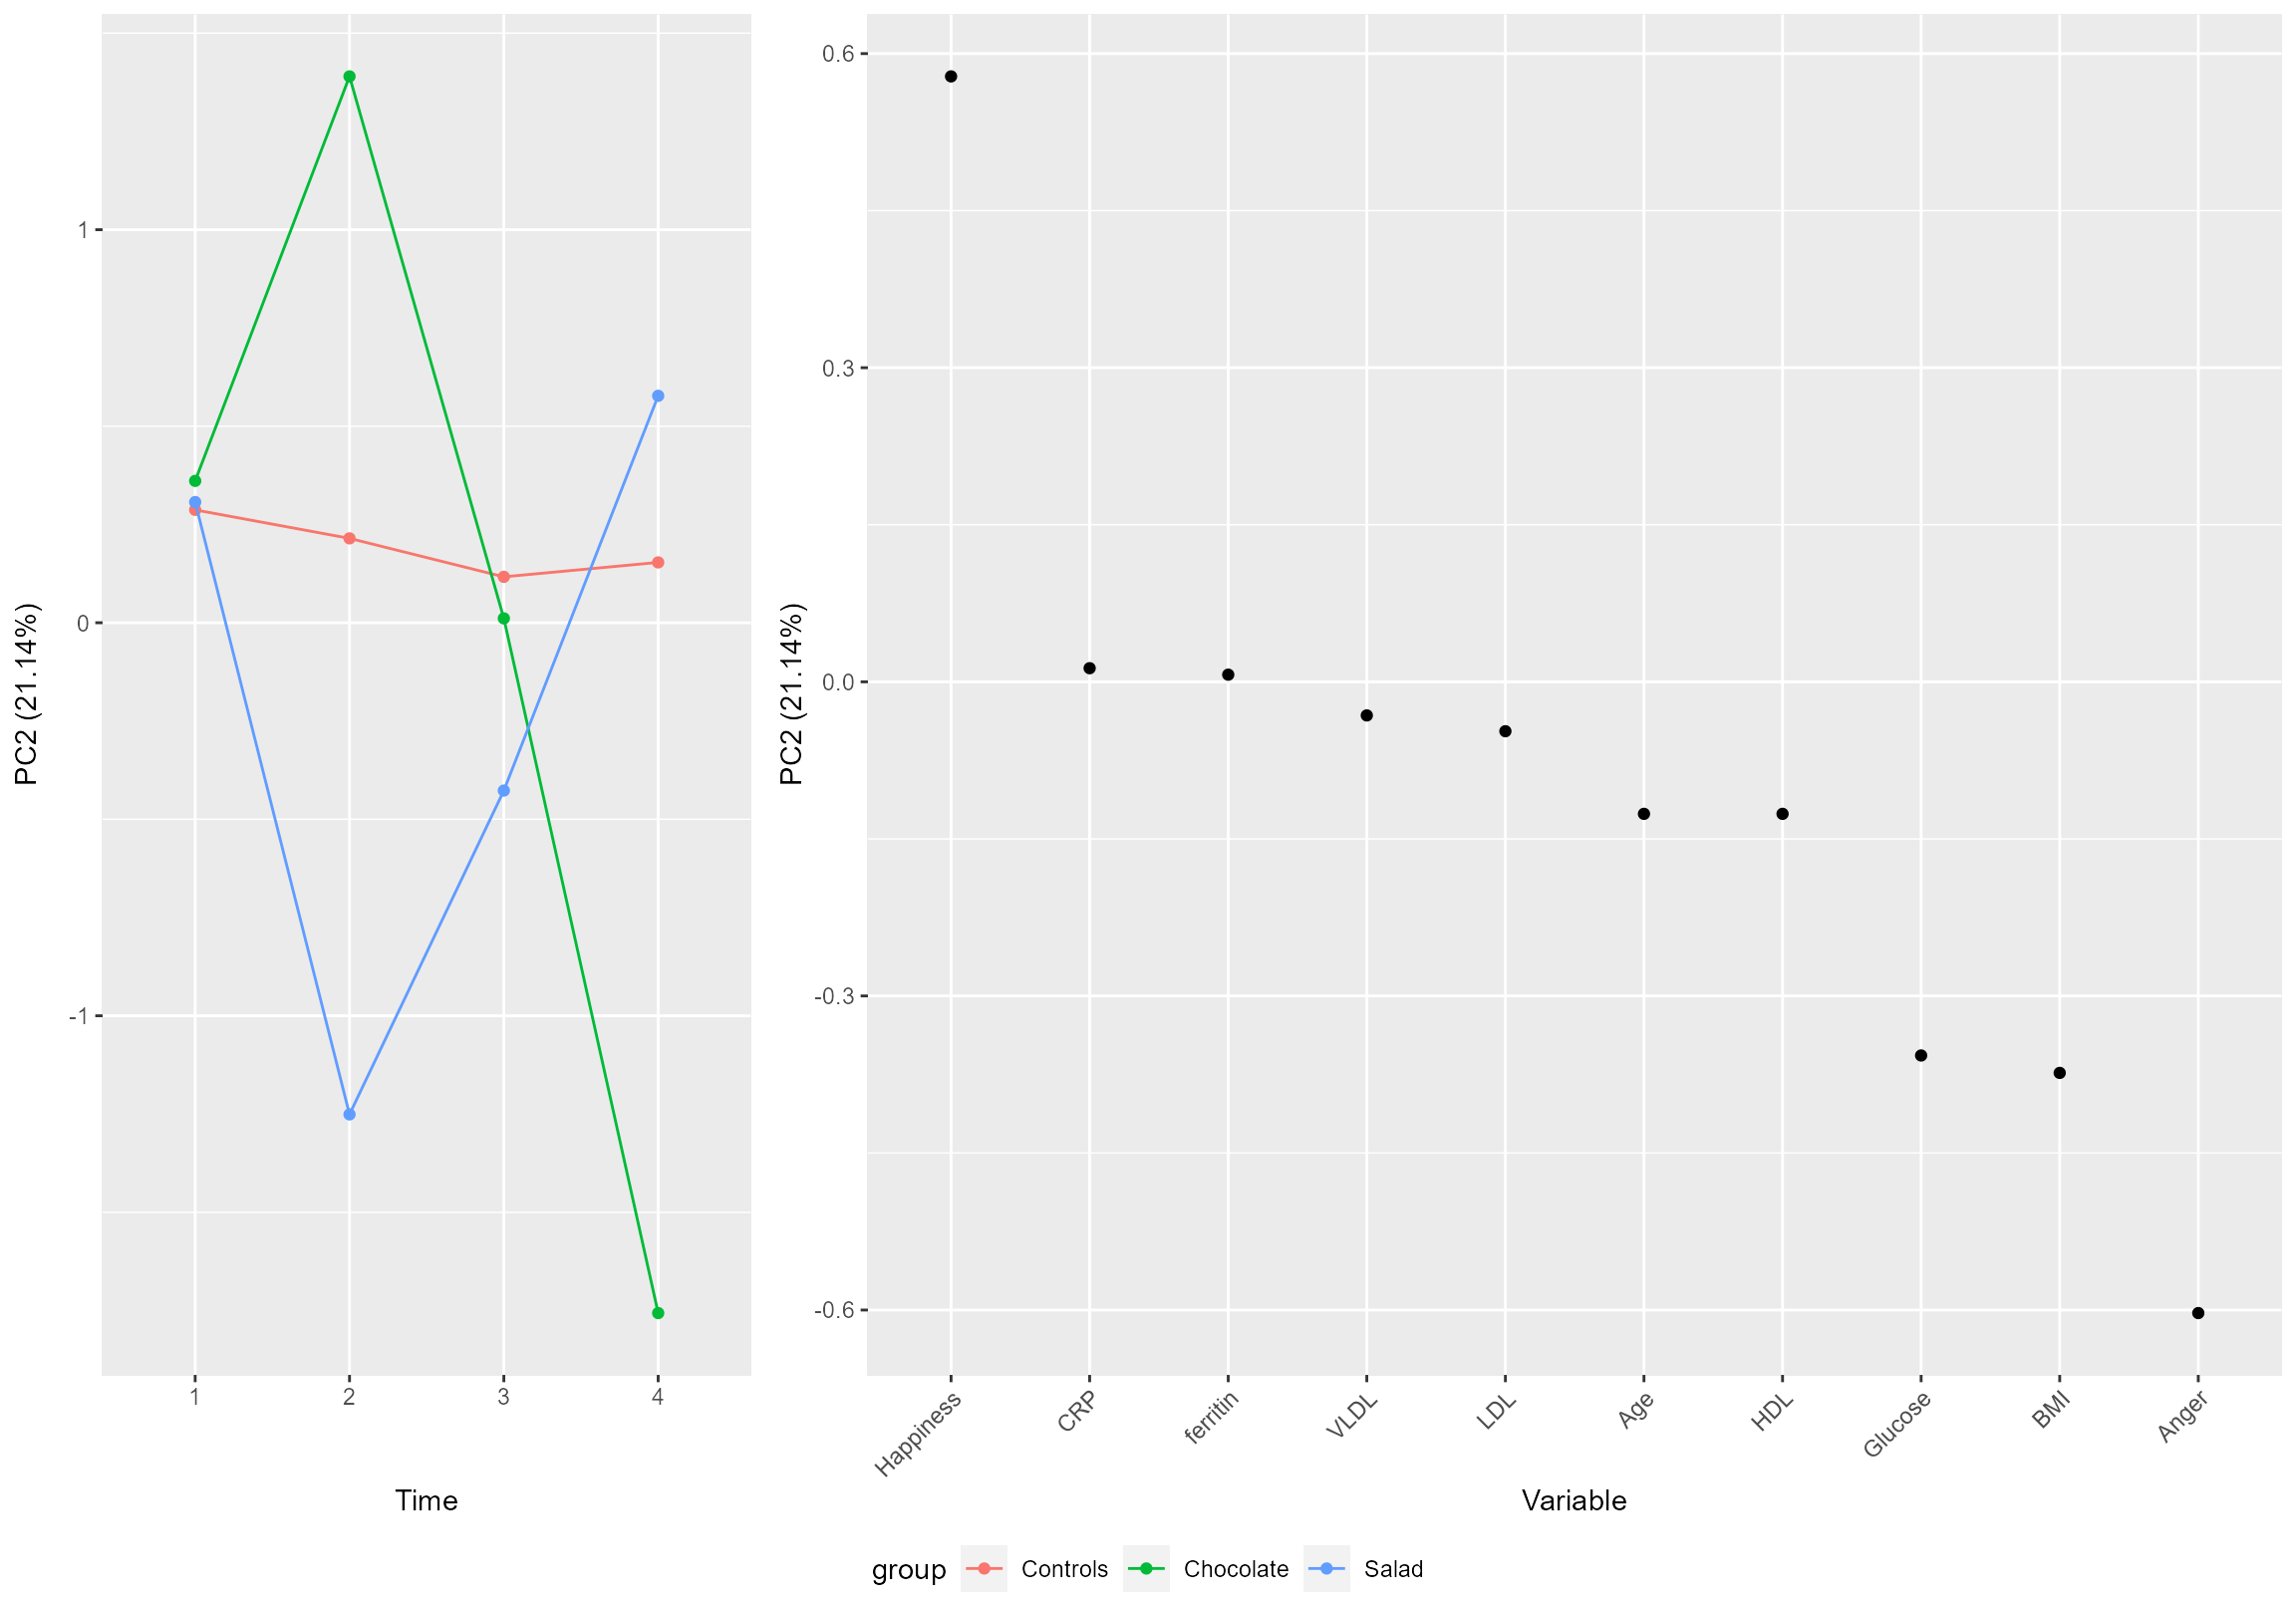 PC2 (21.14%)
1
0
-1
1 2 3 4
Time
PC2 (21.14%)
0.6
0.3
0.0
-0.3
-0.6
Happiness CRP ferritin VLDL LDL Age HDL Glucose BMI Anger
Variable
group Controls Chocolate Salad